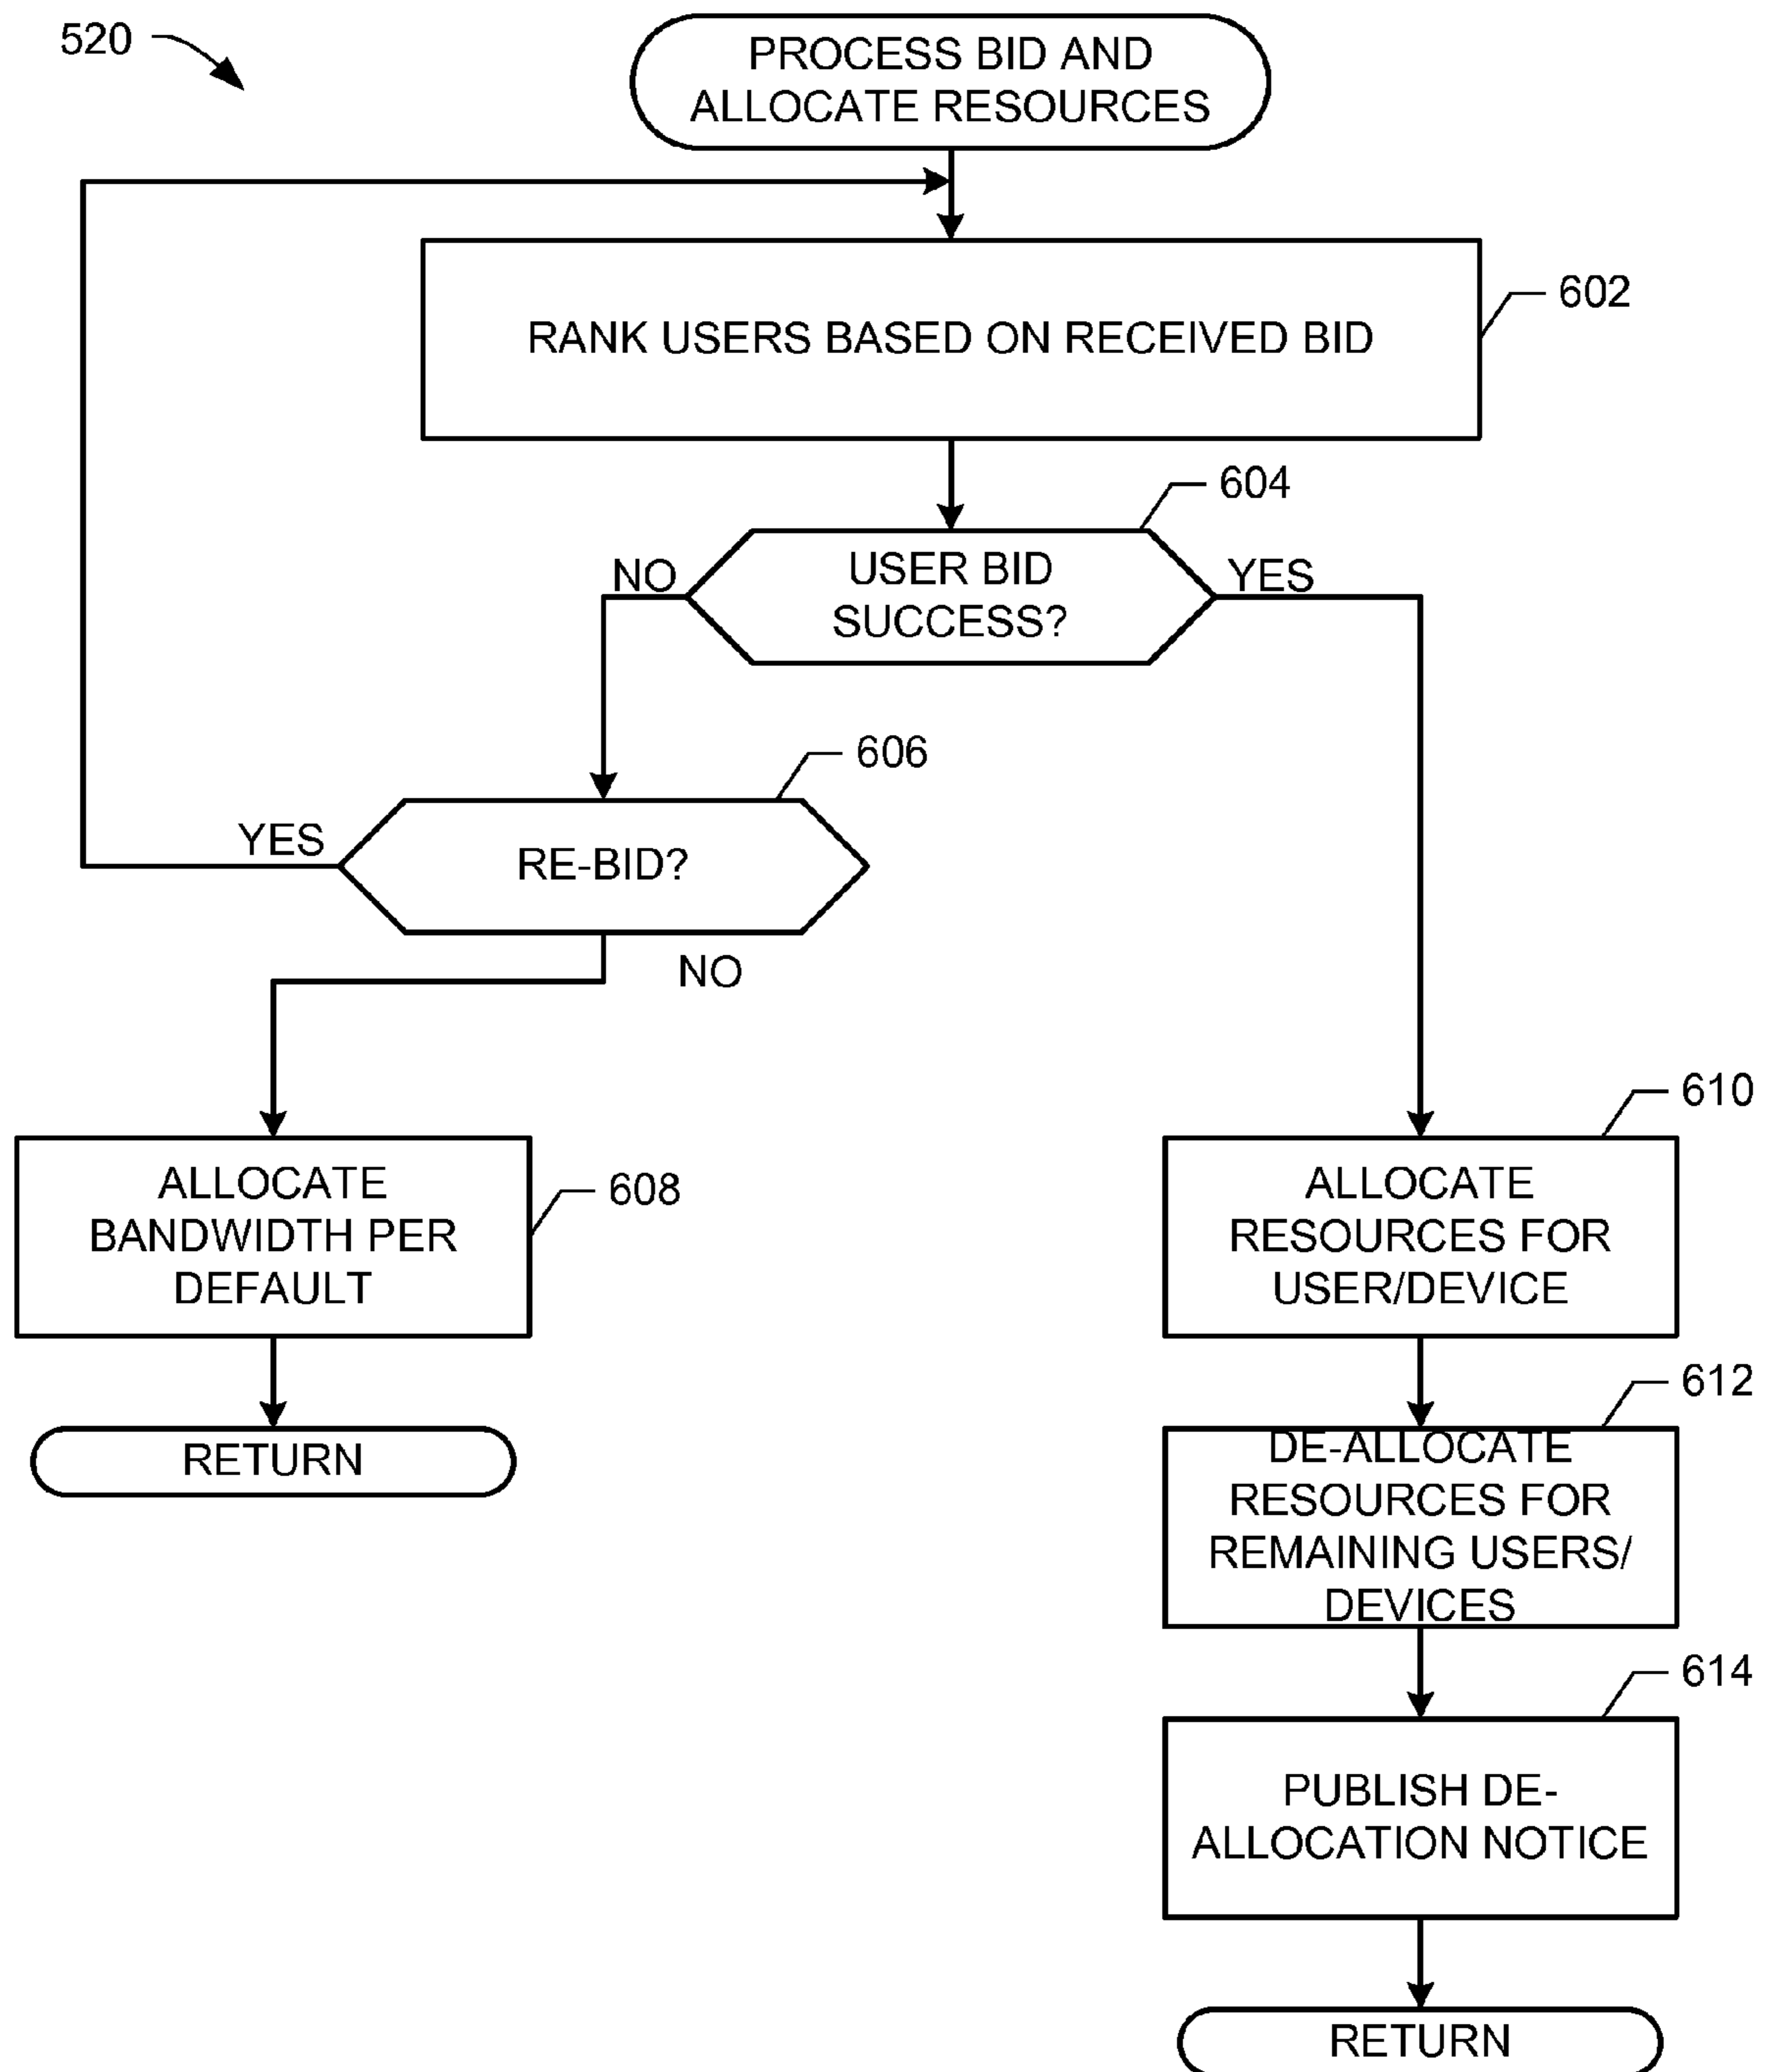 520
PROCESS BID AND
ALLOCATE RESOURCES
RANK USERS BASED ON RECEIVED BID
602
604
NO
USER BID
SUCCESS?
YES
606
YES
RE-BID?
NO
610
ALLOCATE
BANDWIDTH PER
DEFAULT
608
ALLOCATE
RESOURCES FOR
USER/DEVICE
612
RETURN
DE-ALLOCATE
RESOURCES FOR
REMAINING USERS/
DEVICES
614
PUBLISH DE-
ALLOCATION NOTICE
RETURN